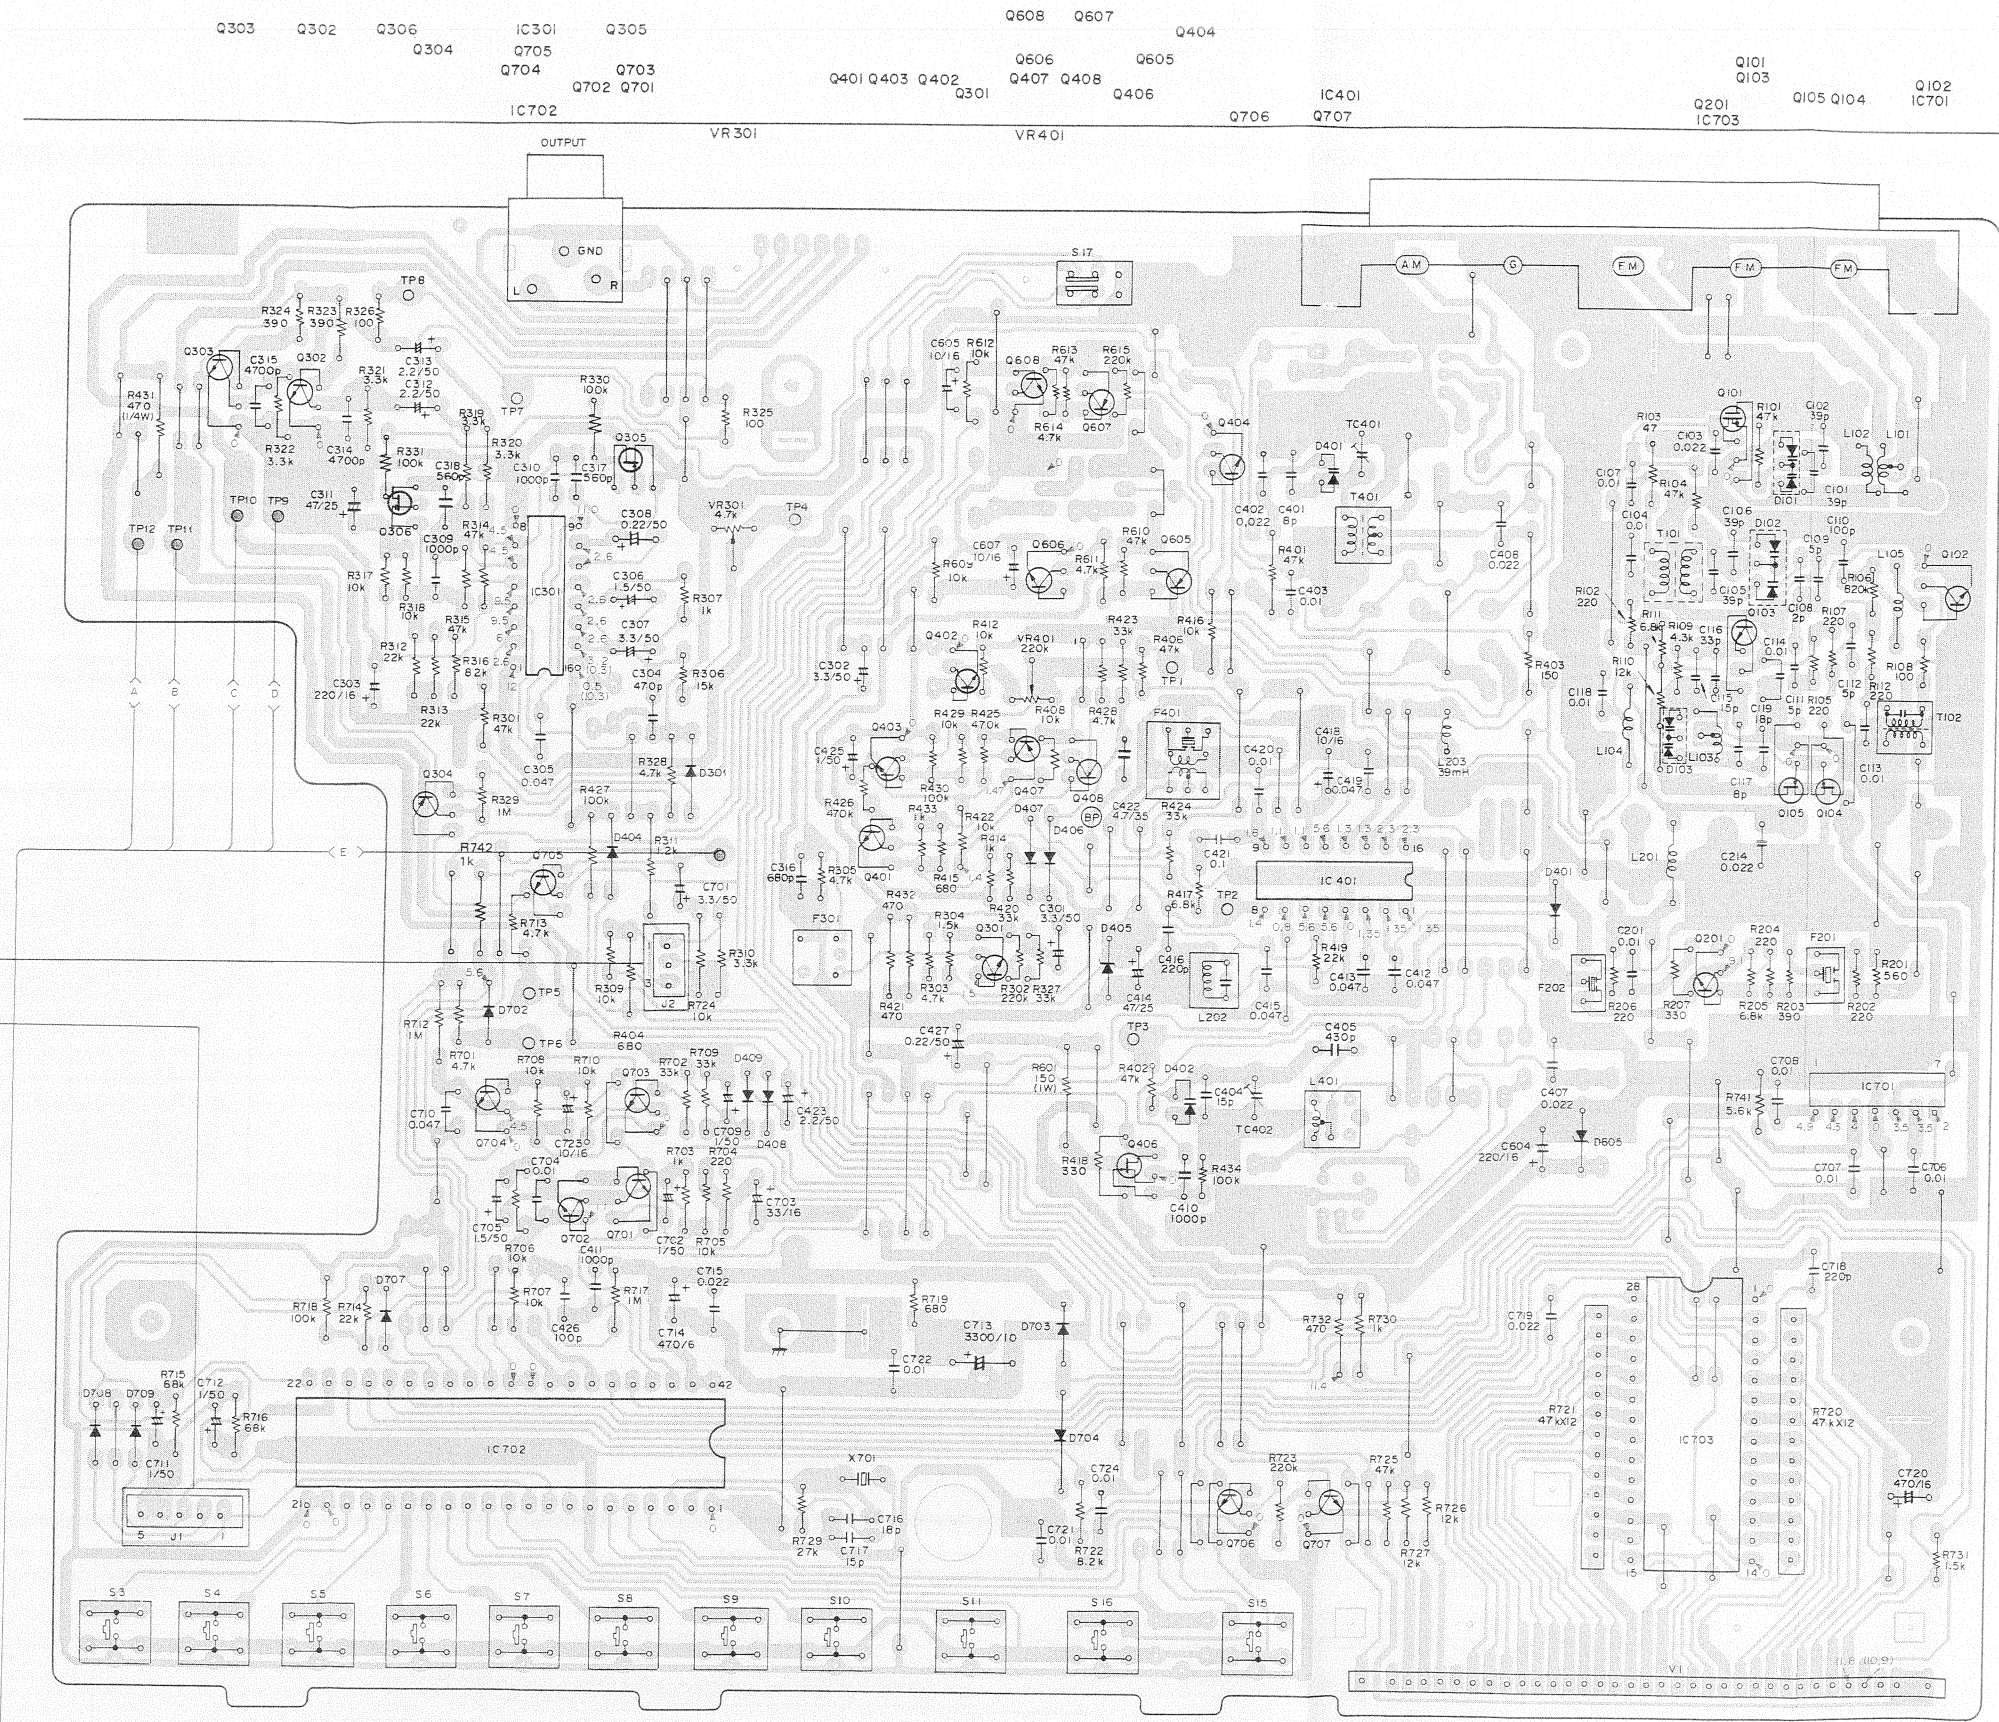 Q303 Q302 Q306 IC301 Q305 Q608 Q607
Q304 Q705 Q404
Q704 Q703 Q606 Q605 Q101
Q702 Q701 Q401 Q403 Q402 Q407 Q408 Q103
Q301 Q406 IC401 Q105 Q104 Q102
IC702 Q706 Q707 Q201 IC701
IC703
VR301 VR401
OUTPUT
GND
L R
S17
AM G FM FM FM
TP8
R324 390
R323 390
R326 100
Q303
C315 4700p
Q302
R321 3.3k
C313 2.2/50
C312 2.2/50
R431 470 (1/4W)
R322 3.3k
C314 4700p
R331 100k
R319 3.3k
R320 3.3k
C318 560p
TP7
R330 100k
Q305
C310 1000p
C317 560p
R325 100
C605 10/16
R612 10k
Q608
R613 47k
R615 220k
R614 4.7k
Q607
Q404
D401
TC401
Q101
R103 47
C103 0.022
R101 47k
C102 39p
L102
L101
C107 0.01
R104 47k
D101
C101 39p
TP12
TP11
TP10
TP9
C311 47/25
Q306
C309 1000p
R314 47k
8 9
C308 0.22/50
VR301 4.7k
TP4
C402 0.022
C401 8p
T401
C408 0.022
C104 0.01
T101
C106 39p
D102
C109 5p
C110 100p
L105
Q102
R317 10k
R318 10k
R315 47k
IC301
C306 1.5/50
R307 1k
C307 3.3/50
R609 10k
C607 10/16
Q606
R611 4.7k
R610 47k
Q605
R401 47k
C403 0.01
R102 220
C105 39p
Q103
C108 2p
R106 820k
R107 220
R111 6.8k
R109 4.3k
C116 33p
C114 0.01
R312 22k
C303 220/16
R316 82k
R313 22k
R301 47k
C304 470p
R306 15k
C302 3.3/50
Q402
R412 10k
VR401 220k
R423 33k
R406 47k
R416 10k
TP1
R403 150
R110 12k
C118 0.01
C115 15p
C119 18p
C111 5p
R105 220
C112 5p
R108 100
R112 220
T102
C305 0.047
R328 4.7k
D301
Q403
C425 1/50
R429 10k
R425 470k
R408 10k
R428 4.7k
F401
C420 0.01
C418 10/16
C419 0.047
L203 39mH
L104
D103
L103
C117 8p
Q105
Q104
C113 0.01
Q304
R329 1M
R427 100k
R426 470k
R430 100k
R433 1k
R422 10k
Q407
D407
Q408
BP
D406
C422 4.7/35
R424 33k
C421 0.1
A B C D E
R742 1k
Q705
D404
R311 1.2k
C701 3.3/50
C316 680p
R305 4.7k
Q401
R415 680
R414 1k
R420 33k
C301 3.3/50
R417 6.8k
TP2
IC401
9 16
8 1
D401
L201
C214 0.022
R713 4.7k
R309 10k
J2
R724 10k
R310 3.3k
F301
R432 470
R304 1.5k
Q301
R421 470
R303 4.7k
R302 220k
R327 33k
D405
C414 47/25
C416 220p
L202
C415 0.047
R419 22k
C413 0.047
C412 0.047
F202
C201 0.01
R206 220
R207 330
Q201
R204 220
R205 6.8k
R203 390
F201
R202 220
R201 560
TP5
D702
R712 1M
TP6
R404 680
R701 4.7k
R708 10k
R710 10k
Q703
R702 33k
R709 33k
D409
C427 0.22/50
R601 150 (1W)
TP3
R402 47k
D402
C404 15p
TC402
C405 430p
L401
C407 0.022
C604 220/16
D605
R741 5.6k
C708 0.01
1 7
IC701
C710 0.047
Q704
C723 10/16
C709 1/50
D408
C423 2.2/50
R703 1k
R704 220
R418 330
Q406
R434 100k
C410 1000p
C707 0.01
C706 0.01
C704 0.01
C705 1.5/50
Q702
Q701
C702 1/50
R705 10k
C703 33/16
R706 10k
C411 1000p
C715 0.022
D707
R718 100k
R714 22k
R707 10k
C426 100p
R717 1M
C714 470/6
R719 680
C713 3300/10
D703
R732 470
R730 1k
C718 220p
28 1
C719 0.022
C722 0.01
D708
D709
R715 68k
C712 1/50
R716 68k
C711 1/50
22 42
IC702
21 1
J1
5 1
X701
D704
R721 47kX12
IC703
R720 47kX12
C724 0.01
R723 220k
R725 47k
C720 470/16
R729 27k
C716 18p
C717 15p
C721 0.01
R722 8.2k
Q706
Q707
R726 12k
R727 12k
15 14
R731 1.5k
S3 S4 S5 S6 S7 S8 S9 S10 S11 S16 S15
V1
11.8 (10.9)